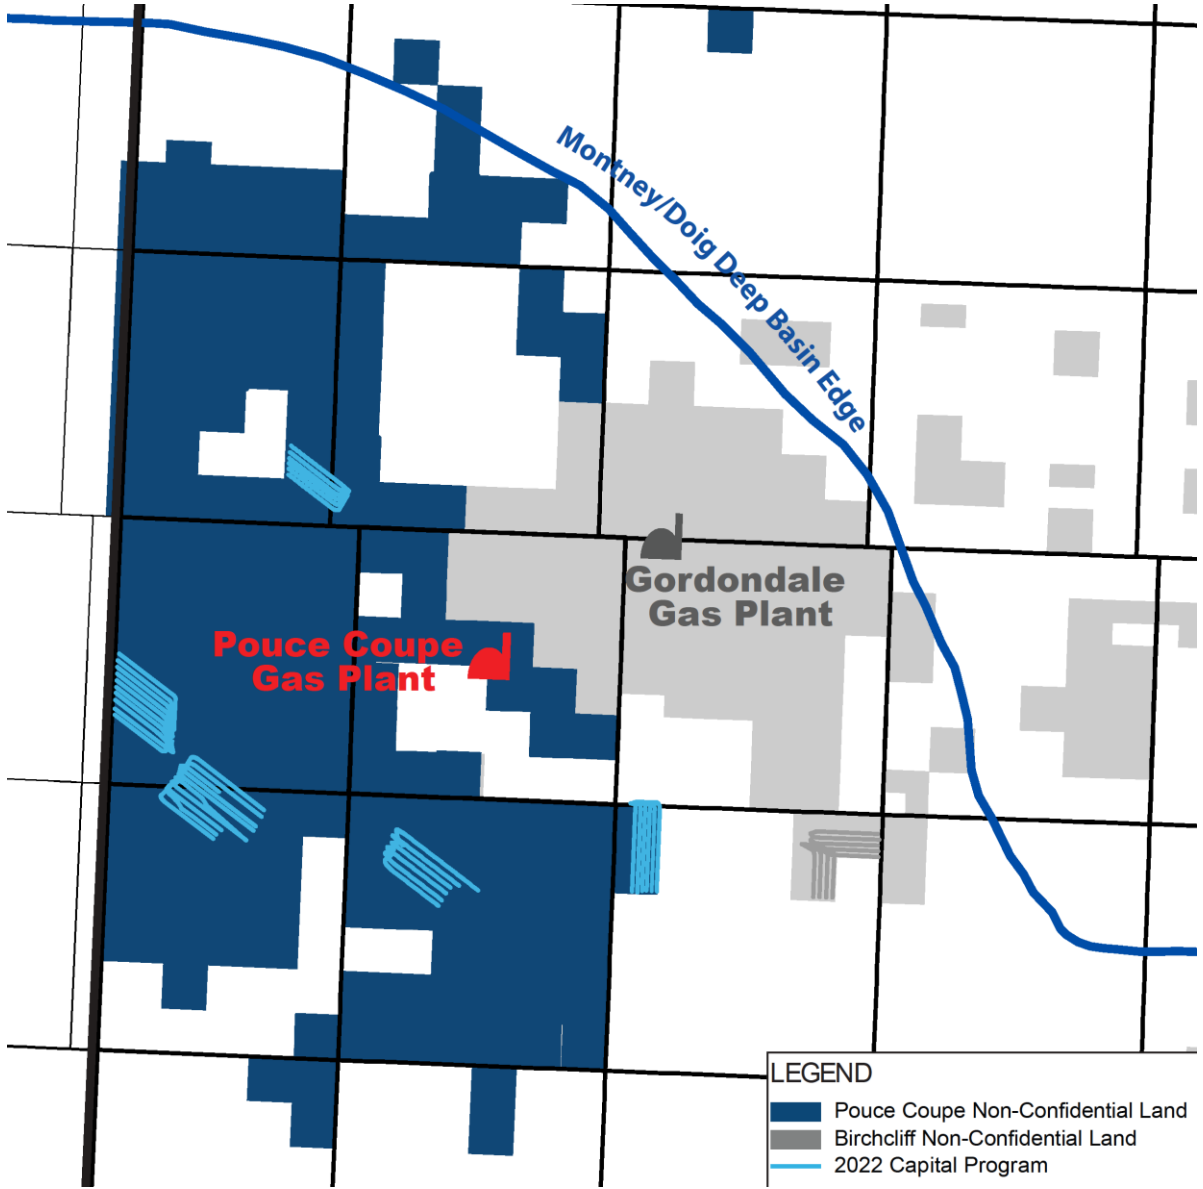 Montney/Doig Deep Basin Edge
Gordondale
Gas Plant
Pouce Coupe
Gas Plant
LEGEND
Pouce Coupe Non-Confidential Land
Birchcliff Non-Confidential Land
2022 Capital Program